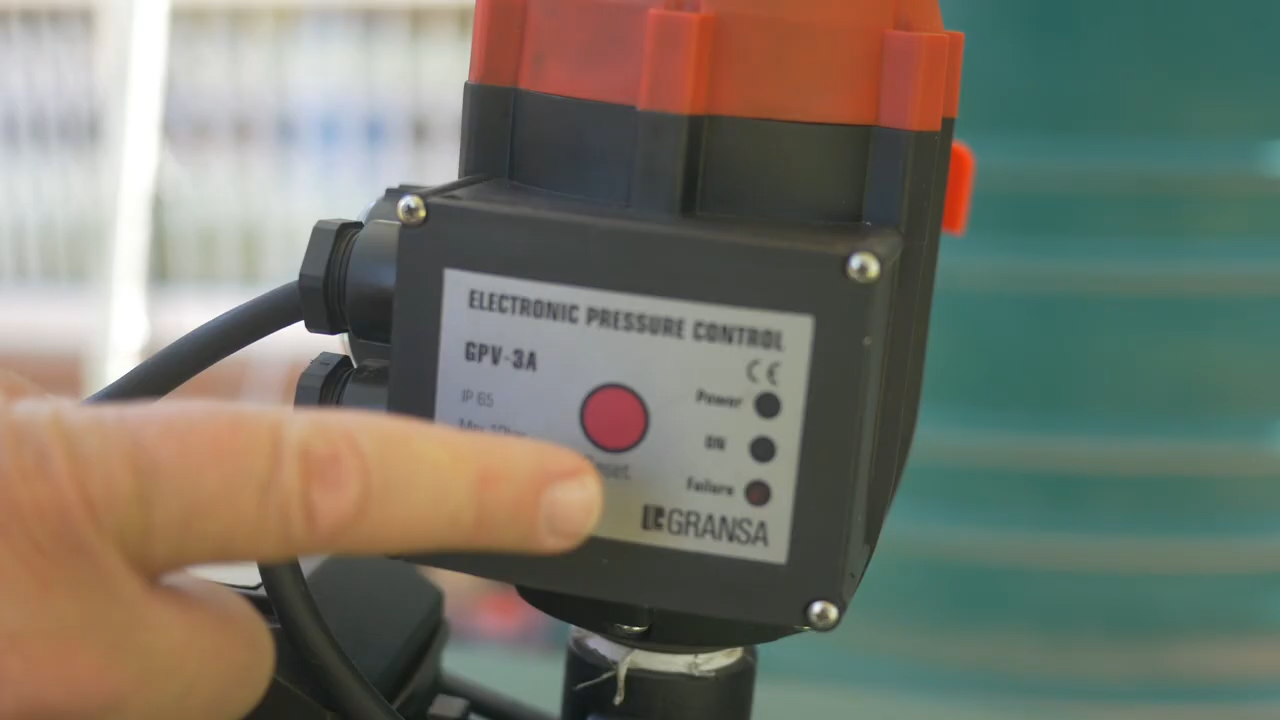 ELECTRONIC PRESSURE CONTROL
GPV-3A
CE
IP 65
Power
ON
Failure
GRANSA